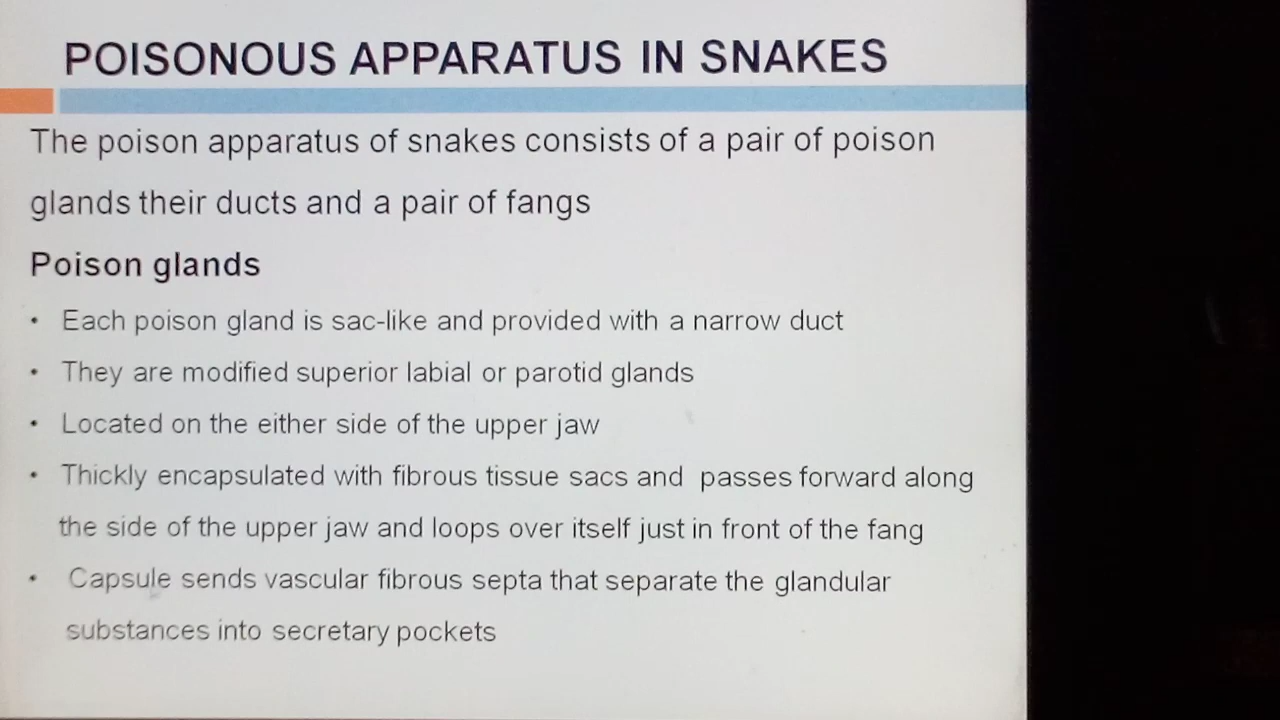 POISONOUS APPARATUS IN SNAKES
The poison apparatus of snakes consists of a pair of poison
glands their ducts and a pair of fangs
Poison glands
• Each poison gland is sac-like and provided with a narrow duct
• They are modified superior labial or parotid glands
• Located on the either side of the upper jaw
• Thickly encapsulated with fibrous tissue sacs and passes forward along
the side of the upper jaw and loops over itself just in front of the fang
• Capsule sends vascular fibrous septa that separate the glandular
substances into secretary pockets